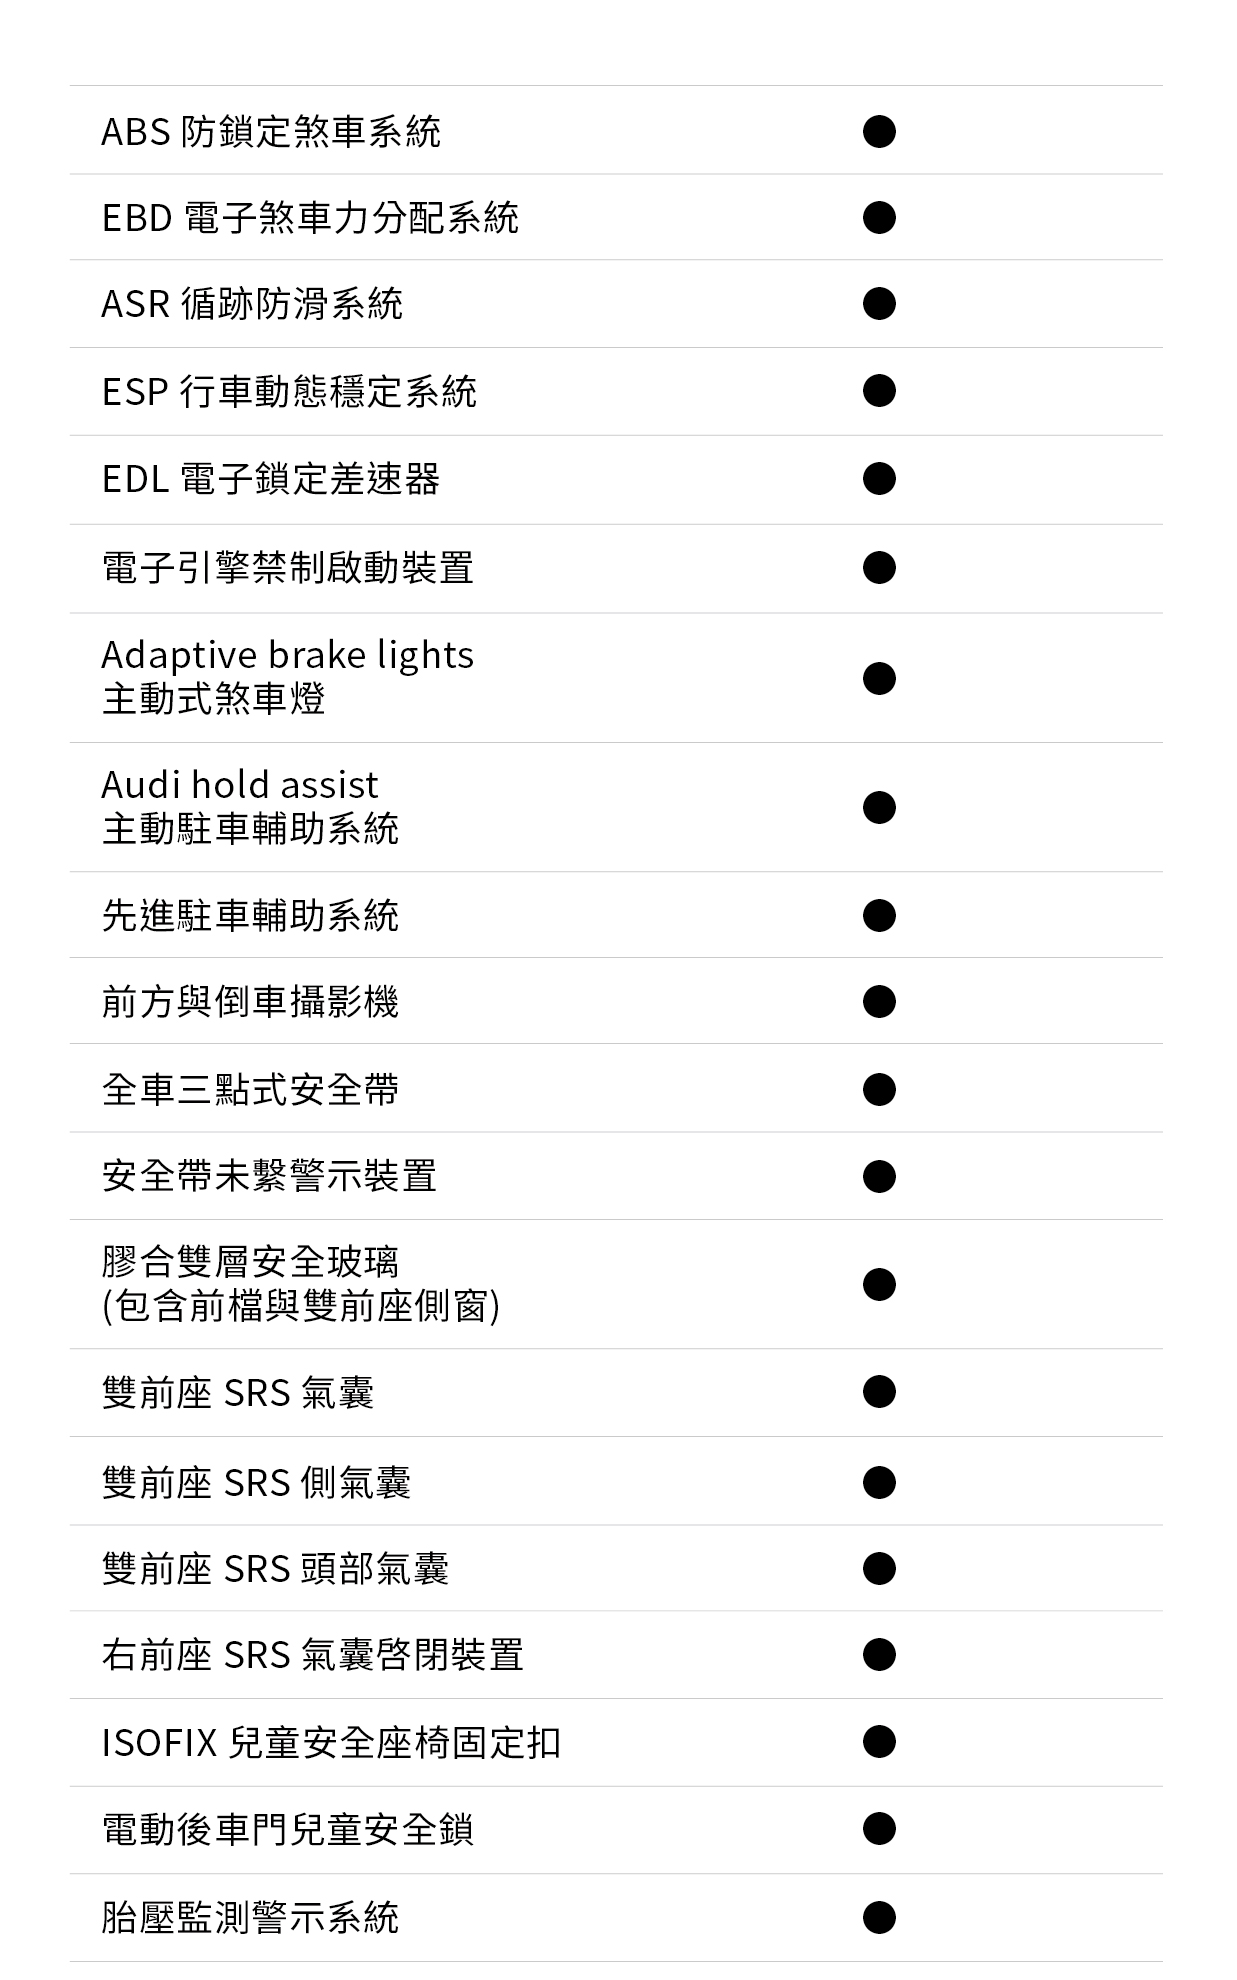 ABS 防鎖定煞車系統
EBD 電子煞車力分配系統
ASR 循跡防滑系統
ESP 行車動態穩定系統
EDL 電子鎖定差速器
電子引擎禁制啟動裝置
Adaptive brake lights
主動式煞車燈
Audi hold assist
主動駐車輔助系統
先進駐車輔助系統
前方與倒車攝影機
全車三點式安全帶
安全帶未繫警示裝置
膠合雙層安全玻璃
(包含前檔與雙前座側窗)
雙前座 SRS 氣囊
雙前座 SRS 側氣囊
雙前座 SRS 頭部氣囊
右前座 SRS 氣囊啓閉裝置
ISOFIX 兒童安全座椅固定扣
電動後車門兒童安全鎖
胎壓監測警示系統